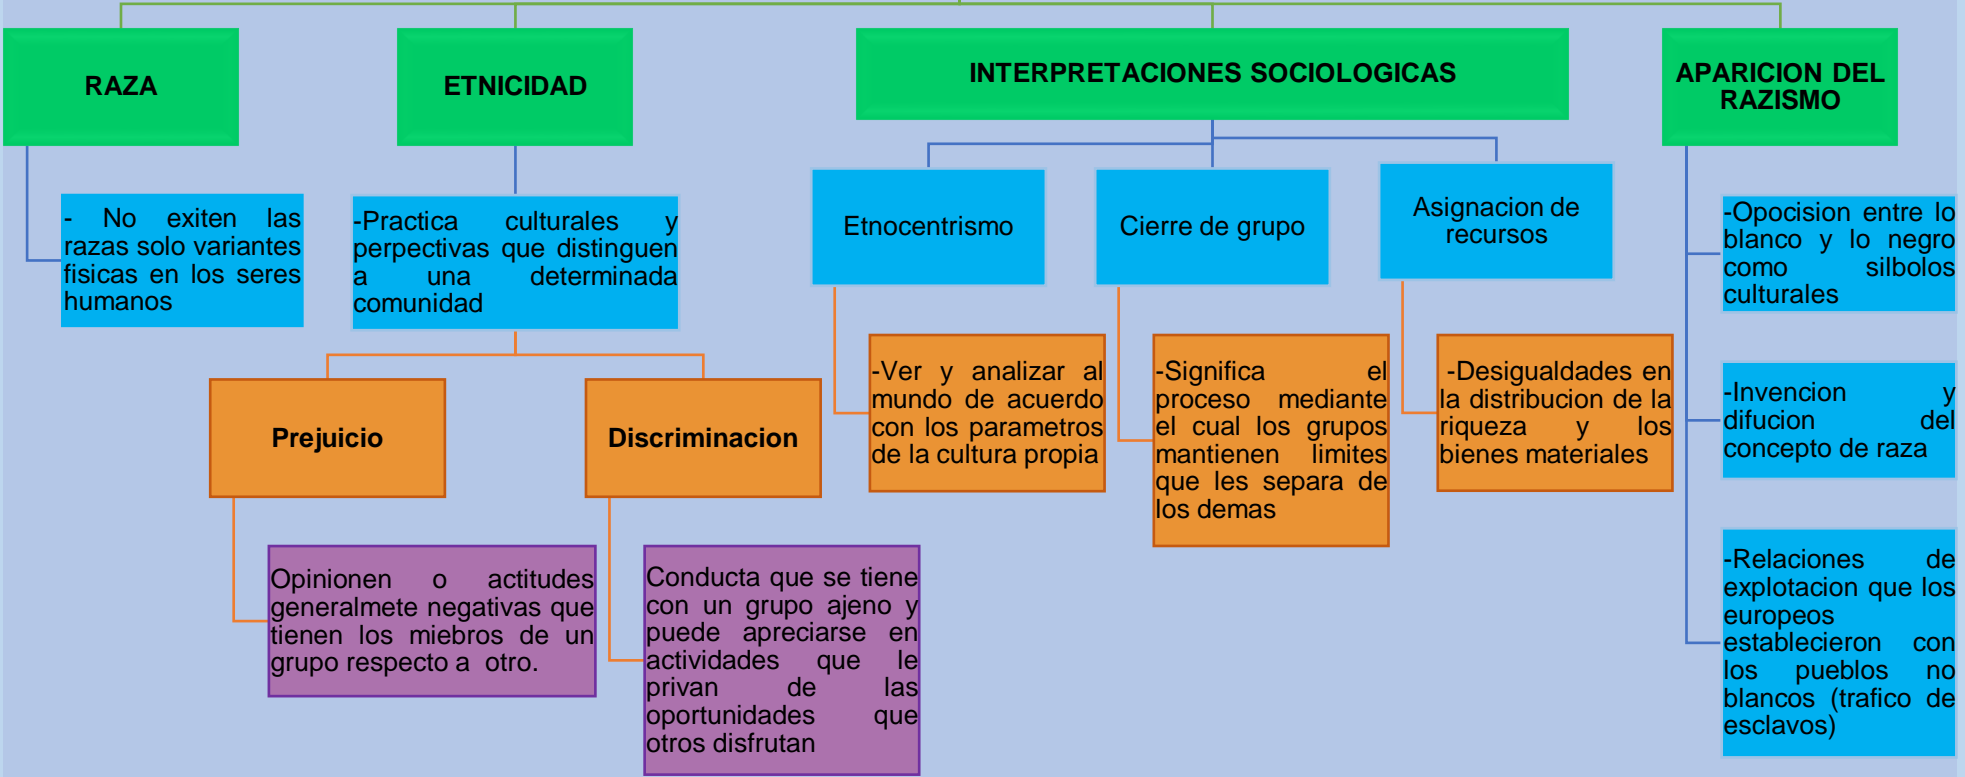 RAZA
- No exiten las
razas solo variantes
fisicas en los seres
humanos
ETNICIDAD
-Practica culturales y
perpectivas que distinguen
a una determinada
comunidad
Prejuicio
Opinionen o actitudes
generalmete negativas que
tienen los miebros de un
grupo respecto a otro.
Discriminacion
Conducta que se tiene
con un grupo ajeno y
puede apreciarse en
actividades que le
privan de las
oportunidades que
otros disfrutan
INTERPRETACIONES SOCIOLOGICAS
Etnocentrismo
-Ver y analizar al
mundo de acuerdo
con los parametros
de la cultura propia
Cierre de grupo
-Significa el
proceso mediante
el cual los grupos
mantienen limites
que les separa de
los demas
Asignacion de
recursos
-Desigualdades en
la distribucion de la
riqueza y los
bienes materiales
APARICION DEL
RAZISMO
-Opocision entre lo
blanco y lo negro
como silbolos
culturales
-Invencion y
difucion del
concepto de raza
-Relaciones de
explotacion que los
europeos
establecieron con
los pueblos no
blancos (trafico de
esclavos)